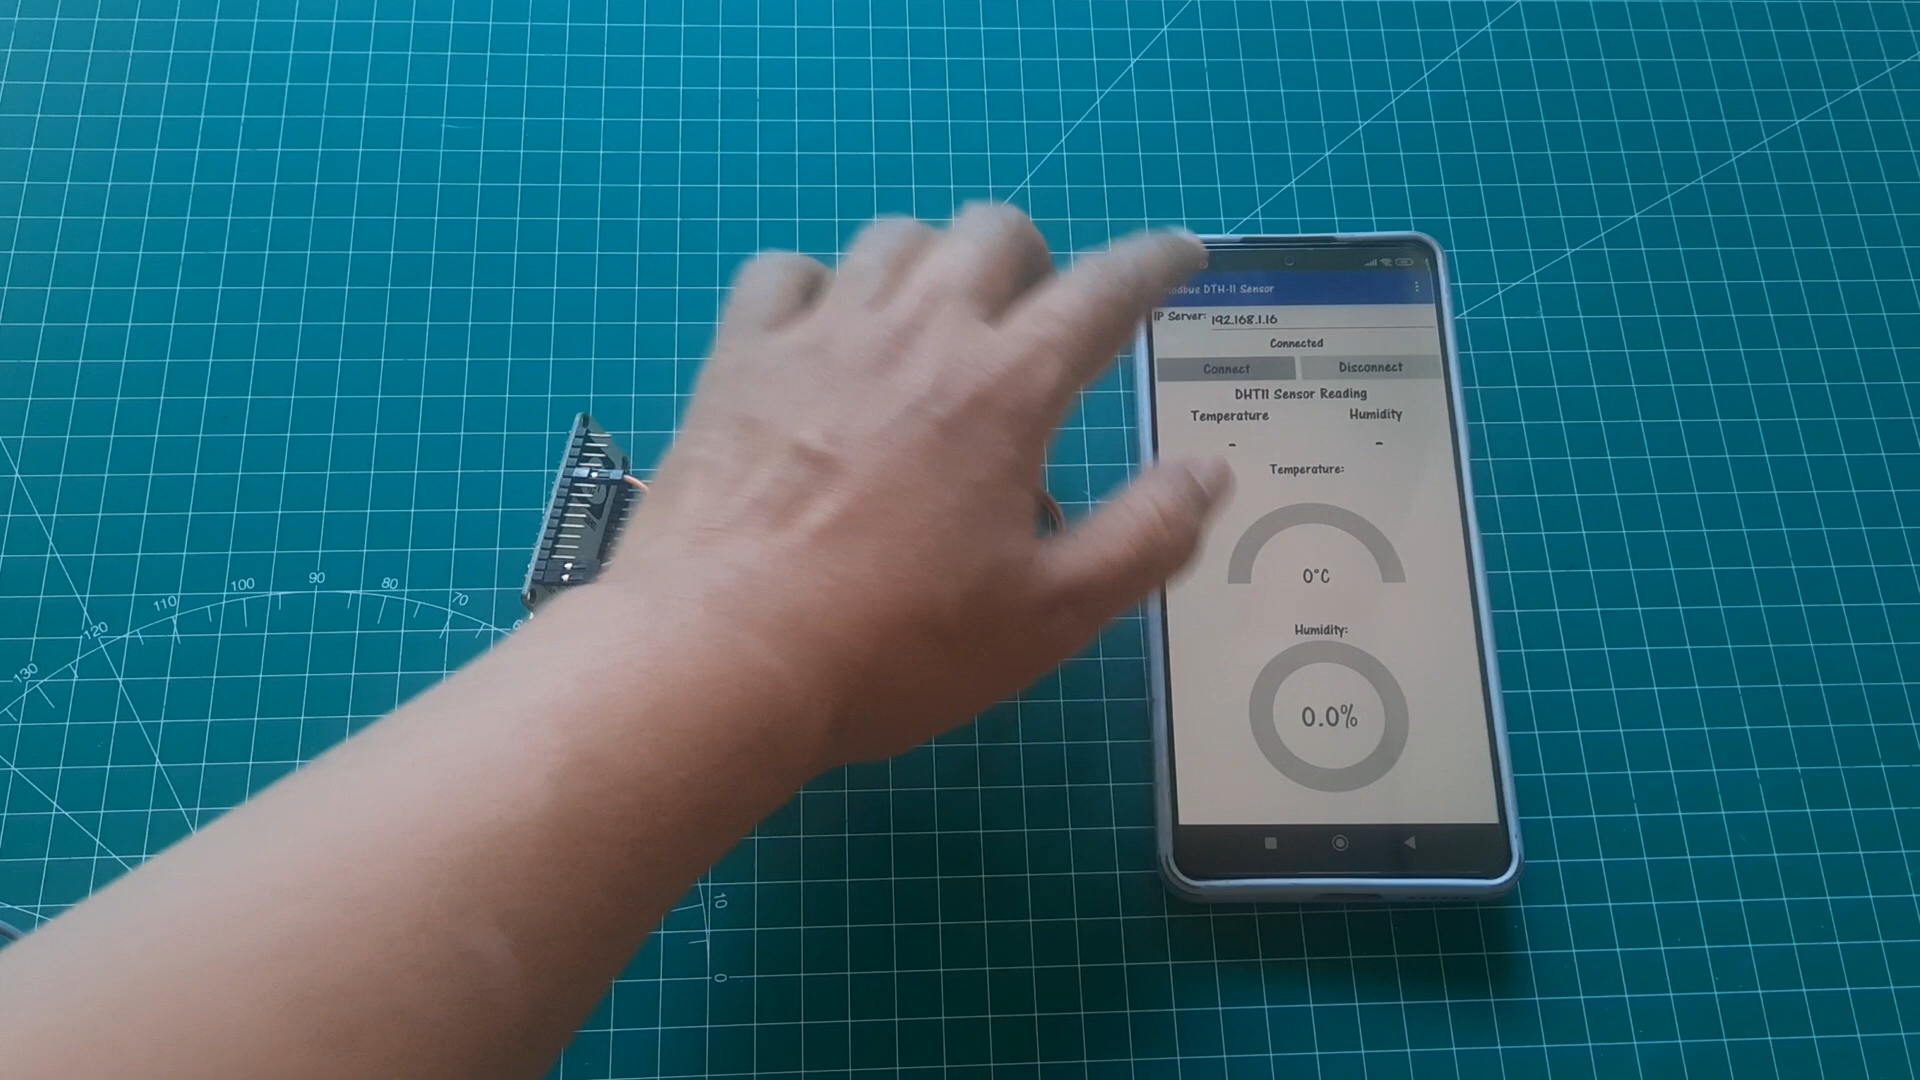 Modbus DTH-11 Sensor
IP Server: 192.168.1.16
Connected
Connect Disconnect
DHT11 Sensor Reading
Temperature Humidity
- -
Temperature:
0°C
Humidity:
0.0%
130
120
110
100
90
80
70
10
0